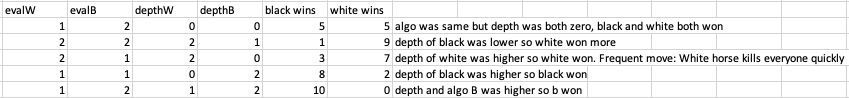 evalW evalB depthW depthB black wins white wins
1 2 0 0 5 5 algo was same but depth was both zero, black and white both won
2 2 2 1 1 9 depth of black was lower so white won more
2 1 2 0 3 7 depth of white was higher so white won. Frequent move: White horse kills everyone quickly
1 1 0 2 8 2 depth of black was higher so black won
1 2 1 2 10 0 depth and algo B was higher so b won